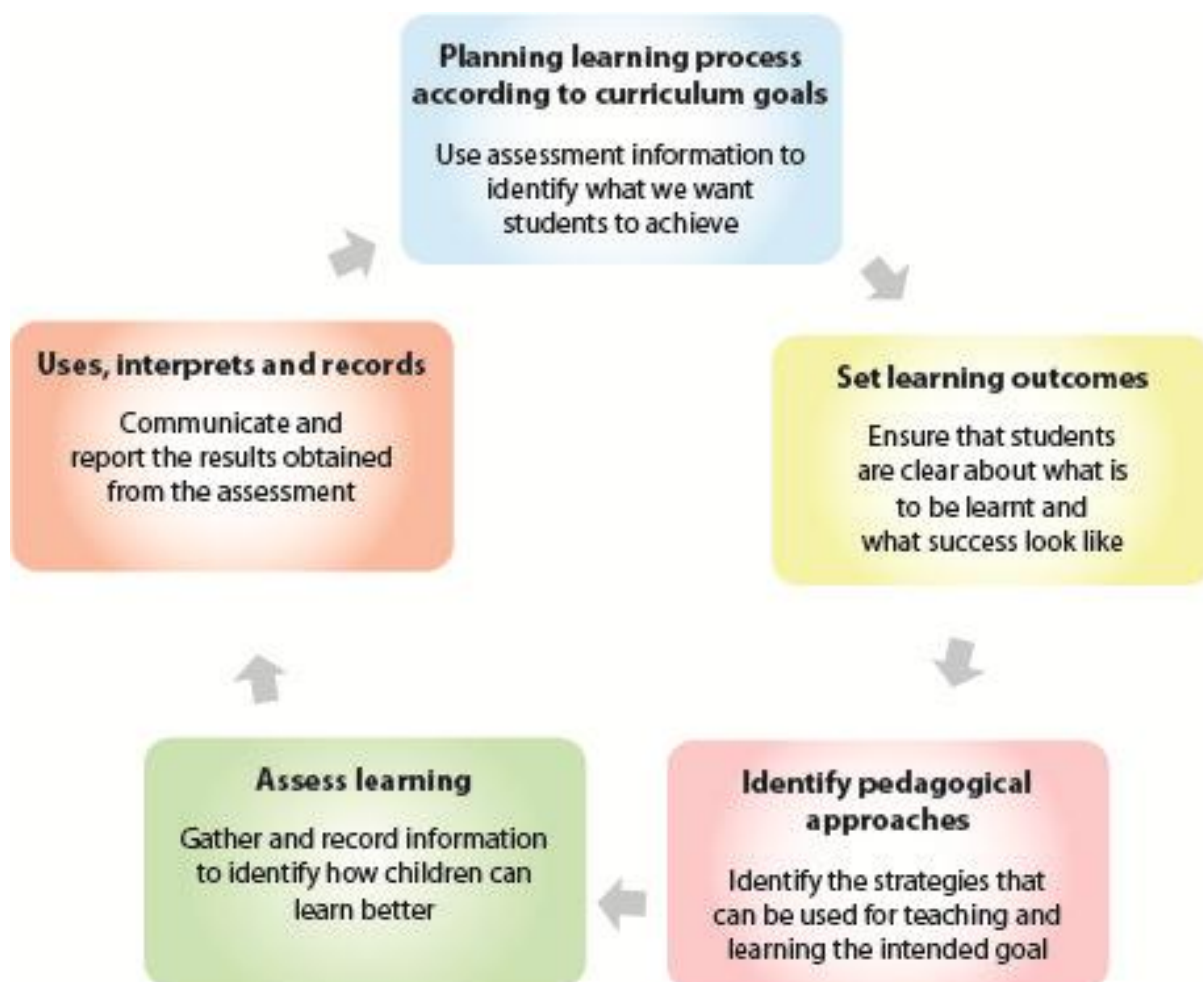 Planning learning process
according to curriculum goals
Use assessment information to
identify what we want
students to achieve
Set learning outcomes
Ensure that students
are clear about what is
to be learnt and
what success look like
Identify pedagogical
approaches
Identify the strategies that
can be used for teaching and
learning the intended goal
Assess learning
Gather and record information
to identify how children can
learn better
Uses, interprets and records
Communicate and
report the results obtained
from the assessment